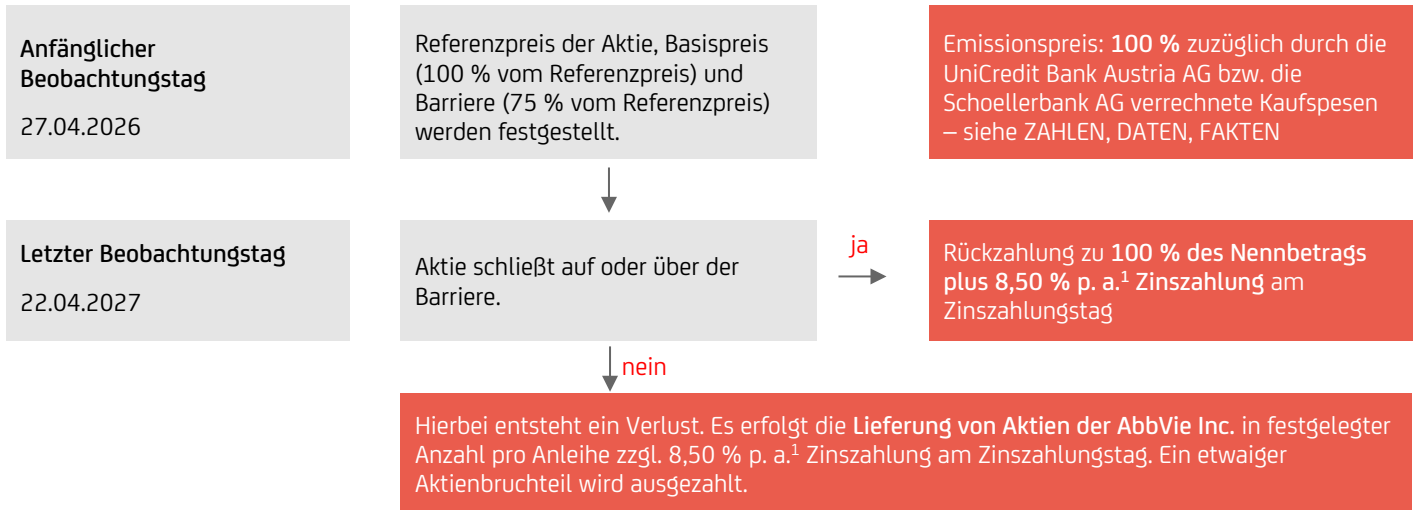 Anfänglicher
Beobachtungstag
27.04.2026
Referenzpreis der Aktie, Basispreis
(100 % vom Referenzpreis) und
Barriere (75 % vom Referenzpreis)
werden festgestellt.
Emissionspreis: 100 % zuzüglich durch die
UniCredit Bank Austria AG bzw. die
Schoellerbank AG verrechnete Kaufspesen
– siehe ZAHLEN, DATEN, FAKTEN
Letzter Beobachtungstag
22.04.2027
Aktie schließt auf oder über der
Barriere.
ja
Rückzahlung zu 100 % des Nennbetrags
plus 8,50 % p. a.¹ Zinszahlung am
Zinszahlungstag
nein
Hierbei entsteht ein Verlust. Es erfolgt die Lieferung von Aktien der AbbVie Inc. in festgelegter
Anzahl pro Anleihe zzgl. 8,50 % p. a.¹ Zinszahlung am Zinszahlungstag. Ein etwaiger
Aktienbruchteil wird ausgezahlt.